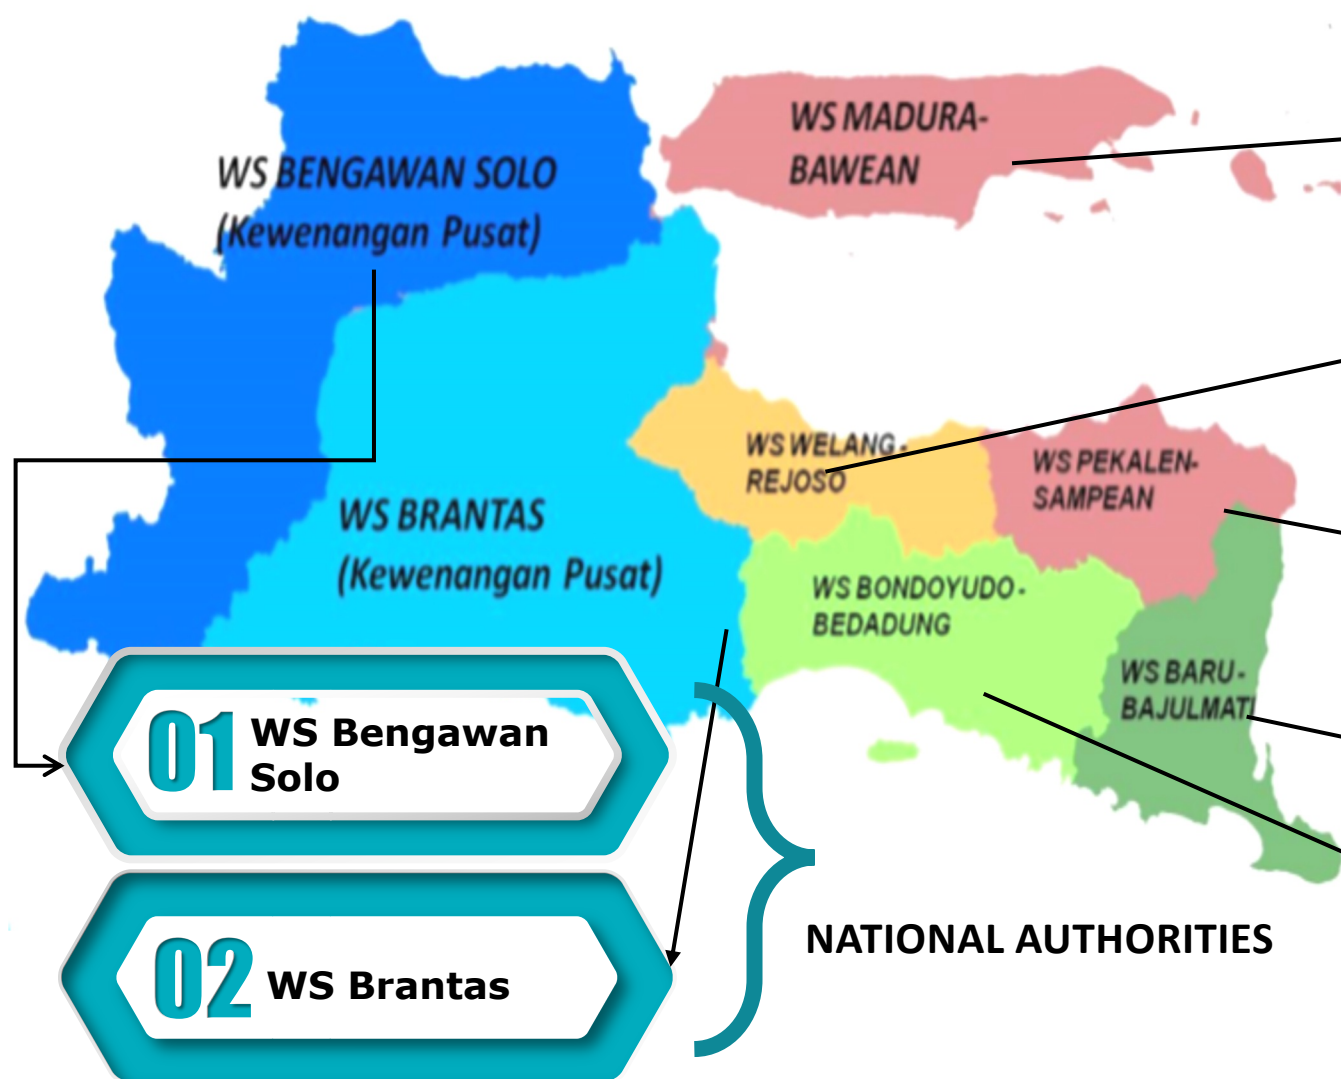 WS MADURA-
BAWEAN
WS BENGAWAN SOLO
(Kewenangan Pusat)
WS WELANG-
REJOSO
WS PEKALEN-
SAMPEAN
WS BRANTAS
(Kewenangan Pusat)
WS BONDOYUDO-
BEDADUNG
WS BARU-
BAJULMATI
01 WS Bengawan
Solo
NATIONAL AUTHORITIES
02 WS Brantas